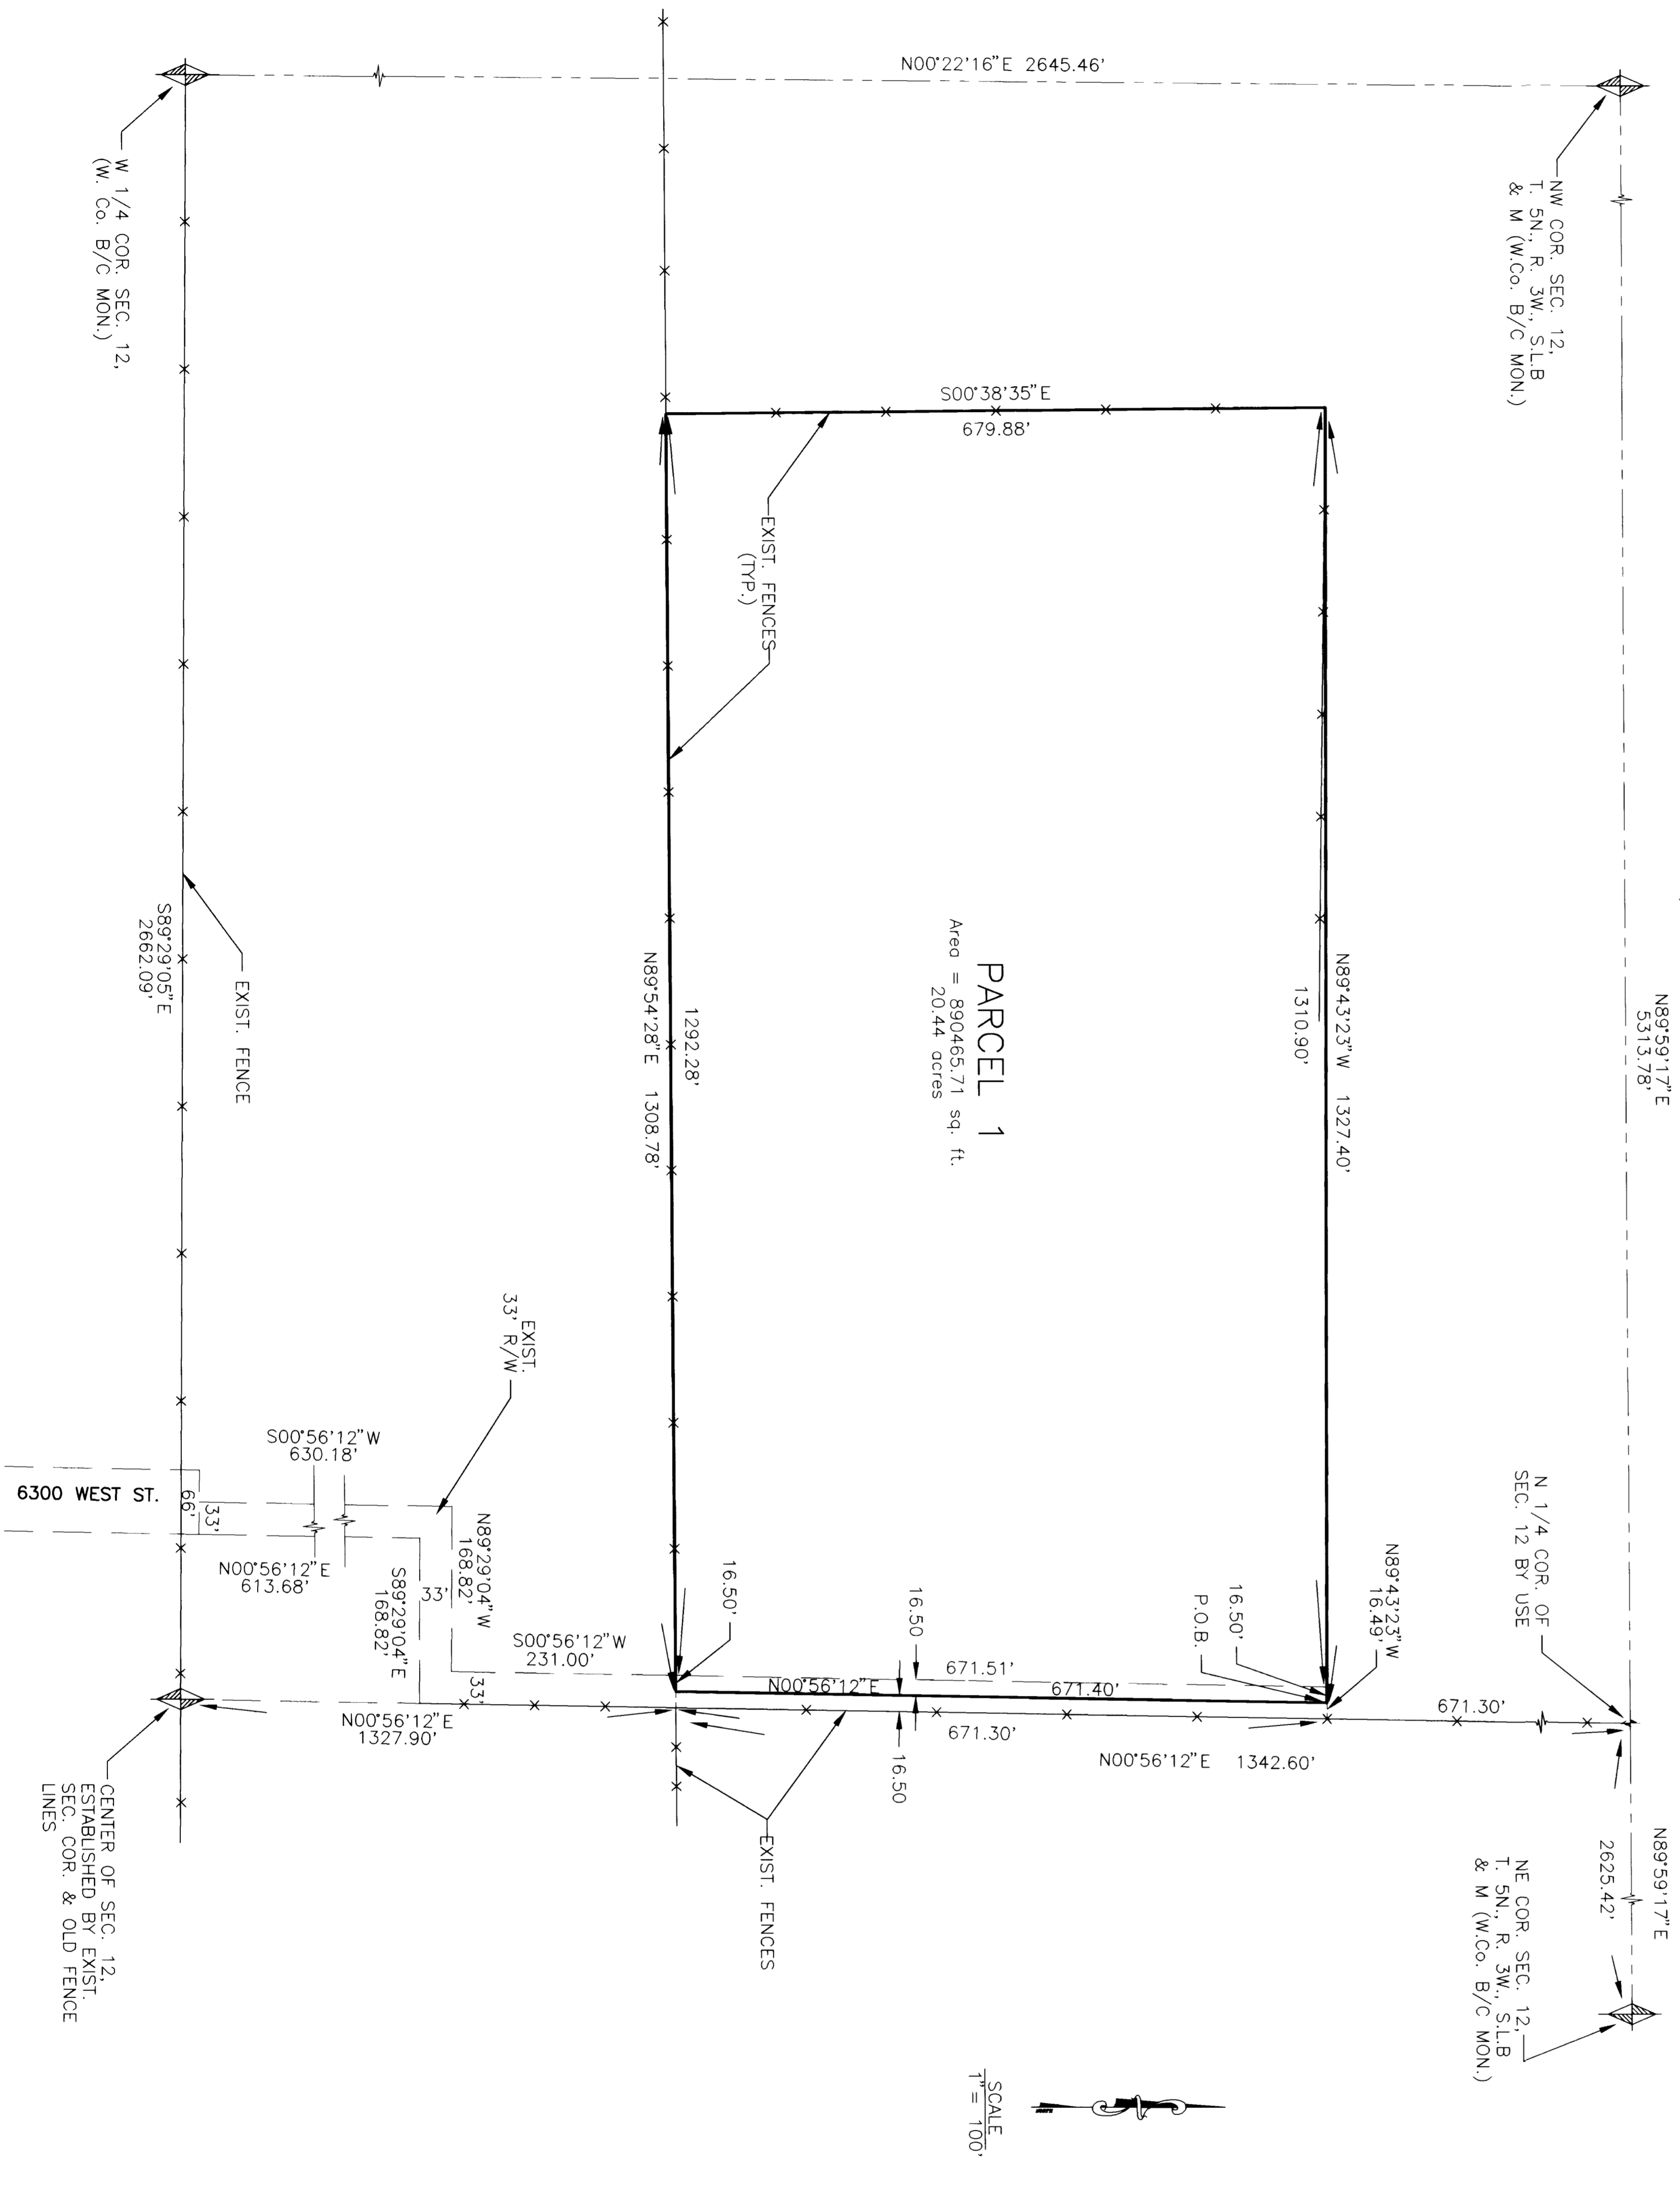 N00°22'16"E 2645.46'
NW COR. SEC. 12,
T. 5N., R. 3W., S.L.B
& M (W.Co. B/C MON.)
W 1/4 COR. SEC. 12,
(W. Co. B/C MON.)
N89°59'17"E
5313.78'
S00°38'35"E
679.88'
EXIST. FENCES
(TYP.)
N89°43'23"W 1327.40'
1310.90'
PARCEL 1
Area = 890465.71 sq. ft.
20.44 acres
1292.28'
N89°54'28"E 1308.78'
EXIST. FENCE
S89°29'05"E
2662.09'
EXIST.
33' R/W
6300 WEST ST.
66'
33'
S00°56'12"W
630.18'
N00°56'12"E
613.68'
N89°29'04"W
168.82'
33'
S89°29'04"E
168.82'
S00°56'12"W
231.00'
33'
N00°56'12"E
1327.90'
16.50'
16.50
671.51'
N00°56'12"E
671.40'
671.30'
16.50
16.50'
P.O.B.
N89°43'23"W
16.49'
N 1/4 COR. OF
SEC. 12 BY USE
671.30'
N00°56'12"E 1342.60'
EXIST. FENCES
CENTER OF SEC. 12,
ESTABLISHED BY EXIST.
SEC. COR. & OLD FENCE
LINES
N89°59'17"E
2625.42'
NE COR. SEC. 12,
T. 5N., R. 3W., S.L.B
& M (W.Co. B/C MON.)
SCALE
1"= 100'